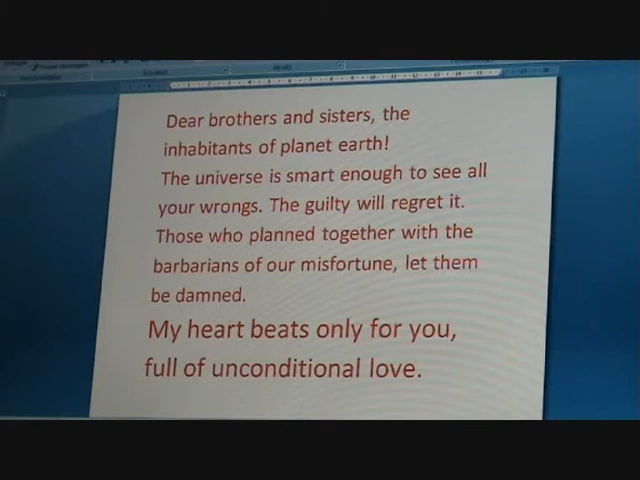 Dear brothers and sisters, the
inhabitants of planet earth!
The universe is smart enough to see all
your wrongs. The guilty will regret it.
Those who planned together with the
barbarians of our misfortune, let them
be damned.
My heart beats only for you,
full of unconditional love.